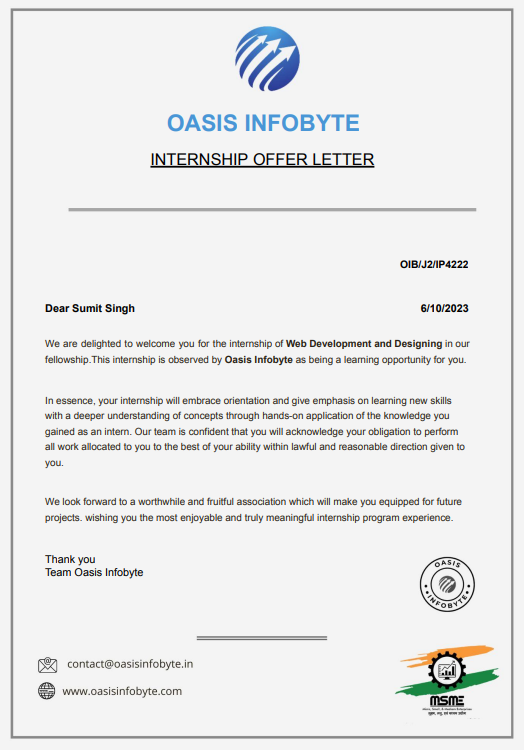 OASIS INFOBYTE
INTERNSHIP OFFER LETTER
OIB/J2/IP4222
Dear Sumit Singh 6/10/2023
We are delighted to welcome you for the internship of Web Development and Designing in our
fellowship.This internship is observed by Oasis Infobyte as being a learning opportunity for you.
In essence, your internship will embrace orientation and give emphasis on learning new skills
with a deeper understanding of concepts through hands-on application of the knowledge you
gained as an intern. Our team is confident that you will acknowledge your obligation to perform
all work allocated to you to the best of your ability within lawful and reasonable direction given to
you.
We look forward to a worthwhile and fruitful association which will make you equipped for future
projects. wishing you the most enjoyable and truly meaningful internship program experience.
Thank you
Team Oasis Infobyte
OASIS
INFOBYTE
contact@oasisinfobyte.in
www.oasisinfobyte.com
MSME